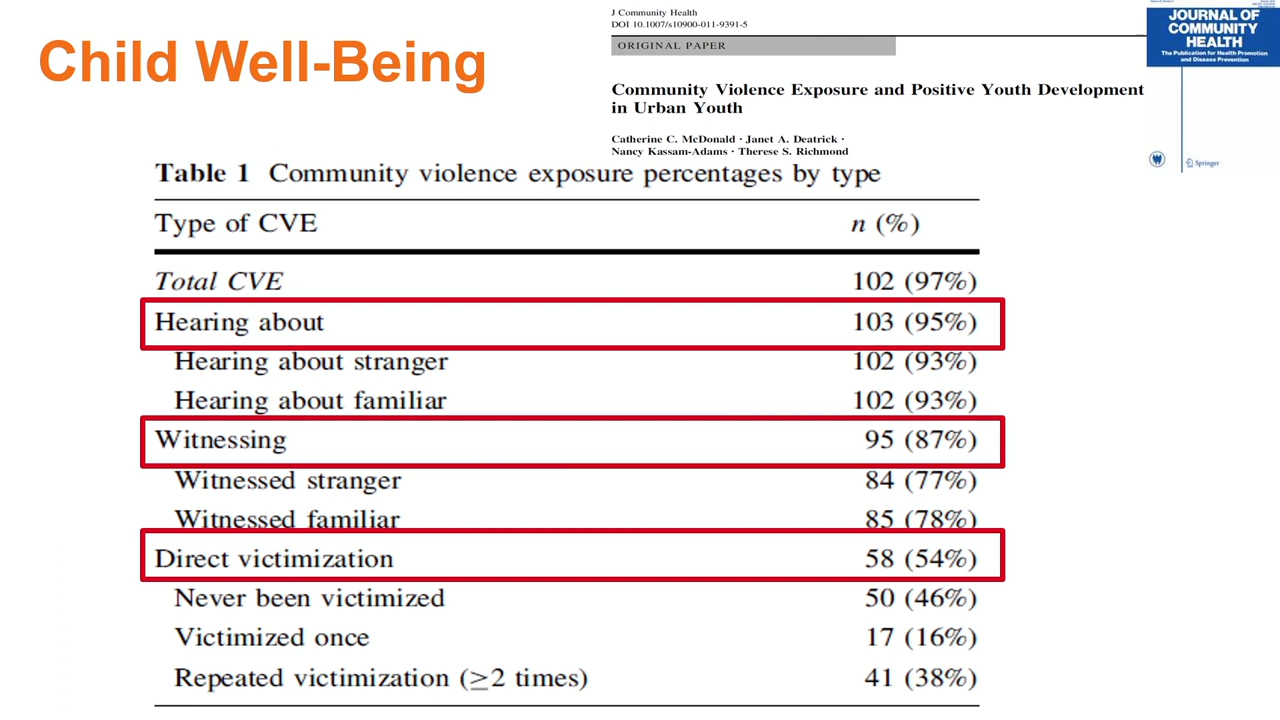 Child Well-Being
J Community Health
DOI 10.1007/s10900-011-9391-5
ORIGINAL PAPER
Community Violence Exposure and Positive Youth Development
in Urban Youth
Catherine C. McDonald · Janet A. Deatrick ·
Nancy Kassam-Adams · Therese S. Richmond
JOURNAL OF
COMMUNITY
HEALTH
The Publication for Health Promotion
and Disease Prevention
Springer
Table 1 Community violence exposure percentages by type
Type of CVE n (%)
Total CVE 102 (97%)
Hearing about 103 (95%)
Hearing about stranger 102 (93%)
Hearing about familiar 102 (93%)
Witnessing 95 (87%)
Witnessed stranger 84 (77%)
Witnessed familiar 85 (78%)
Direct victimization 58 (54%)
Never been victimized 50 (46%)
Victimized once 17 (16%)
Repeated victimization (≥2 times) 41 (38%)